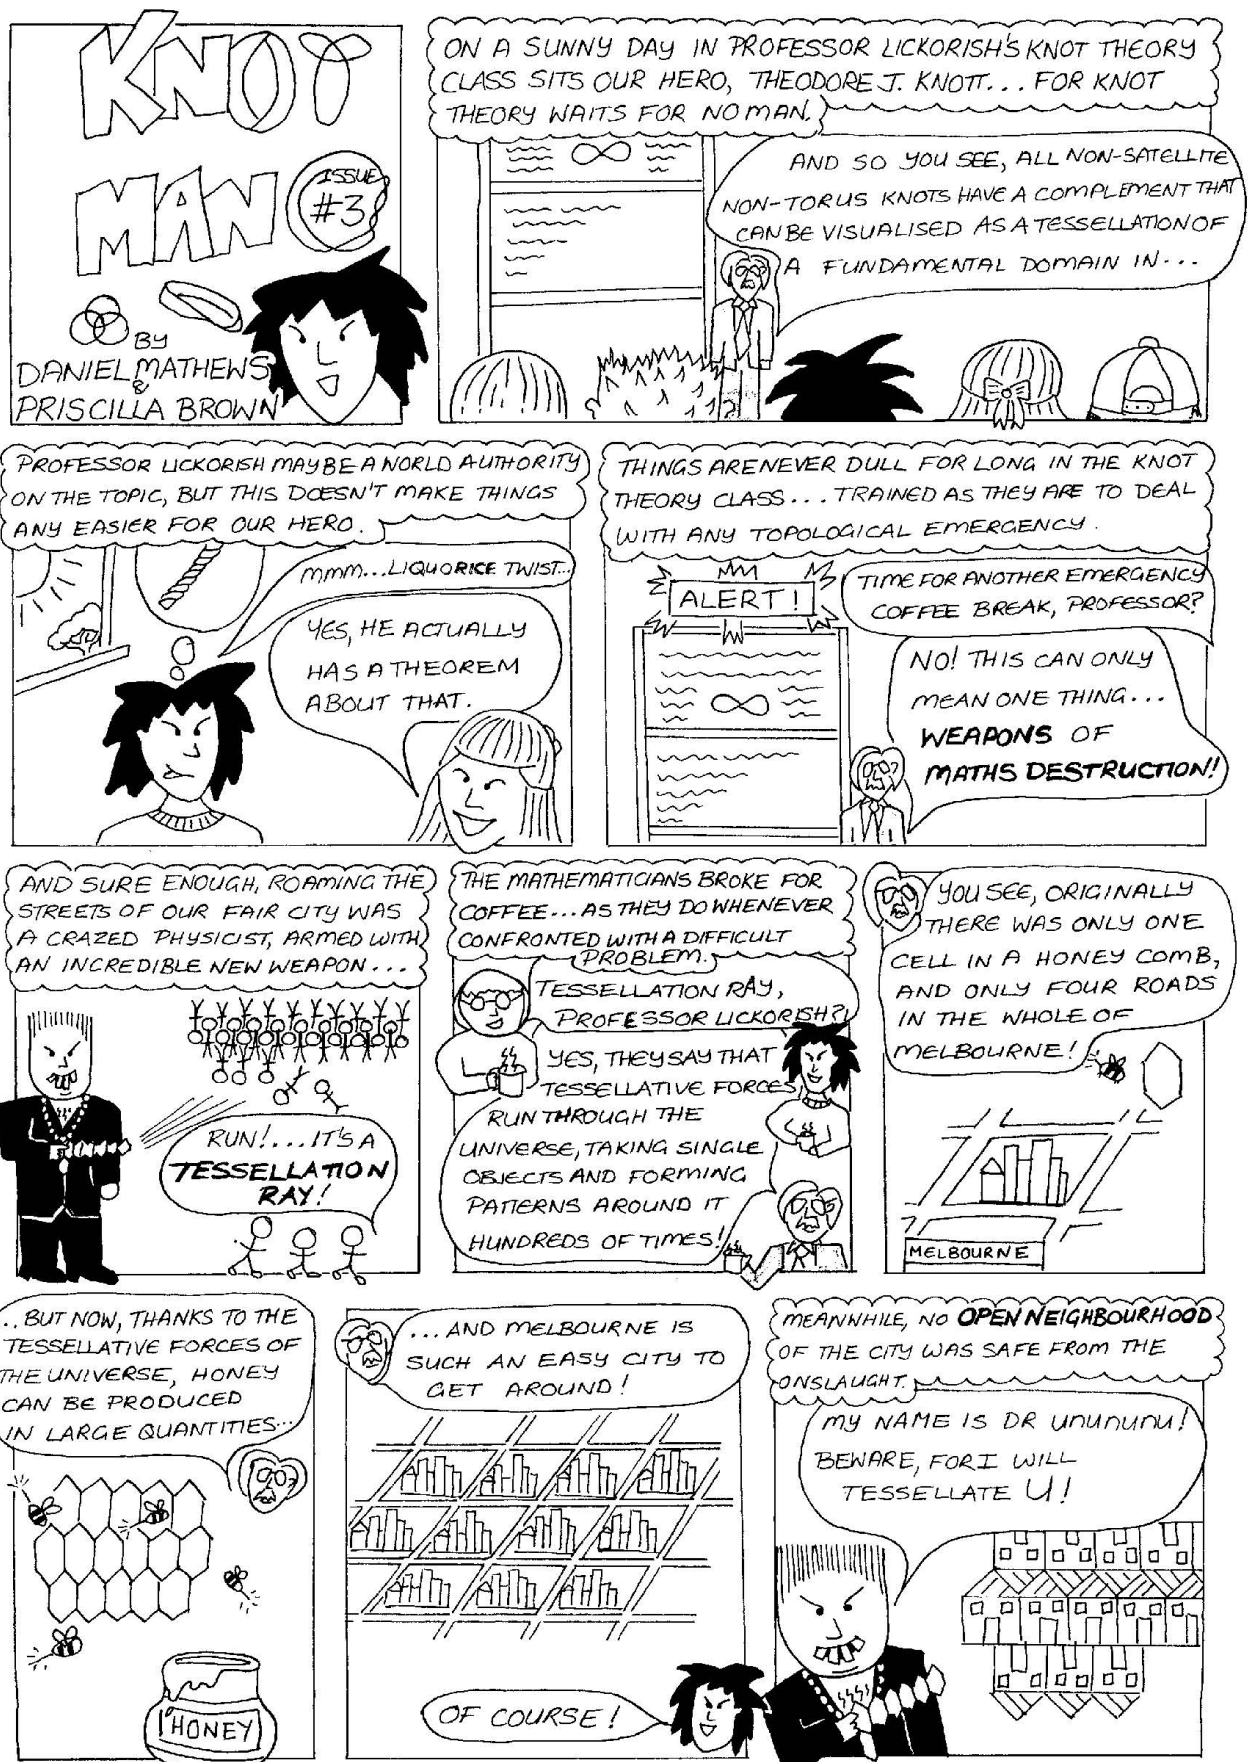 KNOT
MAN
ISSUE
#3
BY
DANIEL MATHEWS
&
PRISCILLA BROWN
ON A SUNNY DAY IN PROFESSOR LICKORISH'S KNOT THEORY
CLASS SITS OUR HERO, THEODORE J. KNOTT... FOR KNOT
THEORY WAITS FOR NO MAN.
AND SO YOU SEE, ALL NON-SATELLITE
NON-TORUS KNOTS HAVE A COMPLEMENT THAT
CAN BE VISUALISED AS A TESSELLATION OF
A FUNDAMENTAL DOMAIN IN...
PROFESSOR LICKORISH MAY BE A WORLD AUTHORITY
ON THE TOPIC, BUT THIS DOESN'T MAKE THINGS
ANY EASIER FOR OUR HERO.
MMM...LIQUORICE TWIST...
YES, HE ACTUALLY
HAS A THEOREM
ABOUT THAT.
THINGS ARE NEVER DULL FOR LONG IN THE KNOT
THEORY CLASS... TRAINED AS THEY ARE TO DEAL
WITH ANY TOPOLOGICAL EMERGENCY.
ALERT!
TIME FOR ANOTHER EMERGENCY
COFFEE BREAK, PROFESSOR?
NO! THIS CAN ONLY
MEAN ONE THING...
WEAPONS OF
MATHS DESTRUCTION!
AND SURE ENOUGH, ROAMING THE
STREETS OF OUR FAIR CITY WAS
A CRAZED PHYSICIST, ARMED WITH
AN INCREDIBLE NEW WEAPON...
RUN!...IT'S A
TESSELLATION
RAY!
THE MATHEMATICIANS BROKE FOR
COFFEE...AS THEY DO WHENEVER
CONFRONTED WITH A DIFFICULT
PROBLEM.
TESSELLATION RAY,
PROFESSOR LICKORISH?!
YES, THEY SAY THAT
TESSELLATIVE FORCES
RUN THROUGH THE
UNIVERSE, TAKING SINGLE
OBJECTS AND FORMING
PATTERNS AROUND IT
HUNDREDS OF TIMES!
YOU SEE, ORIGINALLY
THERE WAS ONLY ONE
CELL IN A HONEY COMB,
AND ONLY FOUR ROADS
IN THE WHOLE OF
MELBOURNE!
MELBOURNE
...BUT NOW, THANKS TO THE
TESSELLATIVE FORCES OF
THE UNIVERSE, HONEY
CAN BE PRODUCED
IN LARGE QUANTITIES...
HONEY
...AND MELBOURNE IS
SUCH AN EASY CITY TO
GET AROUND!
OF COURSE!
MEANWHILE, NO OPEN NEIGHBOURHOOD
OF THE CITY WAS SAFE FROM THE
ONSLAUGHT.
MY NAME IS DR UNUNUNU!
BEWARE, FOR I WILL
TESSELLATE U!